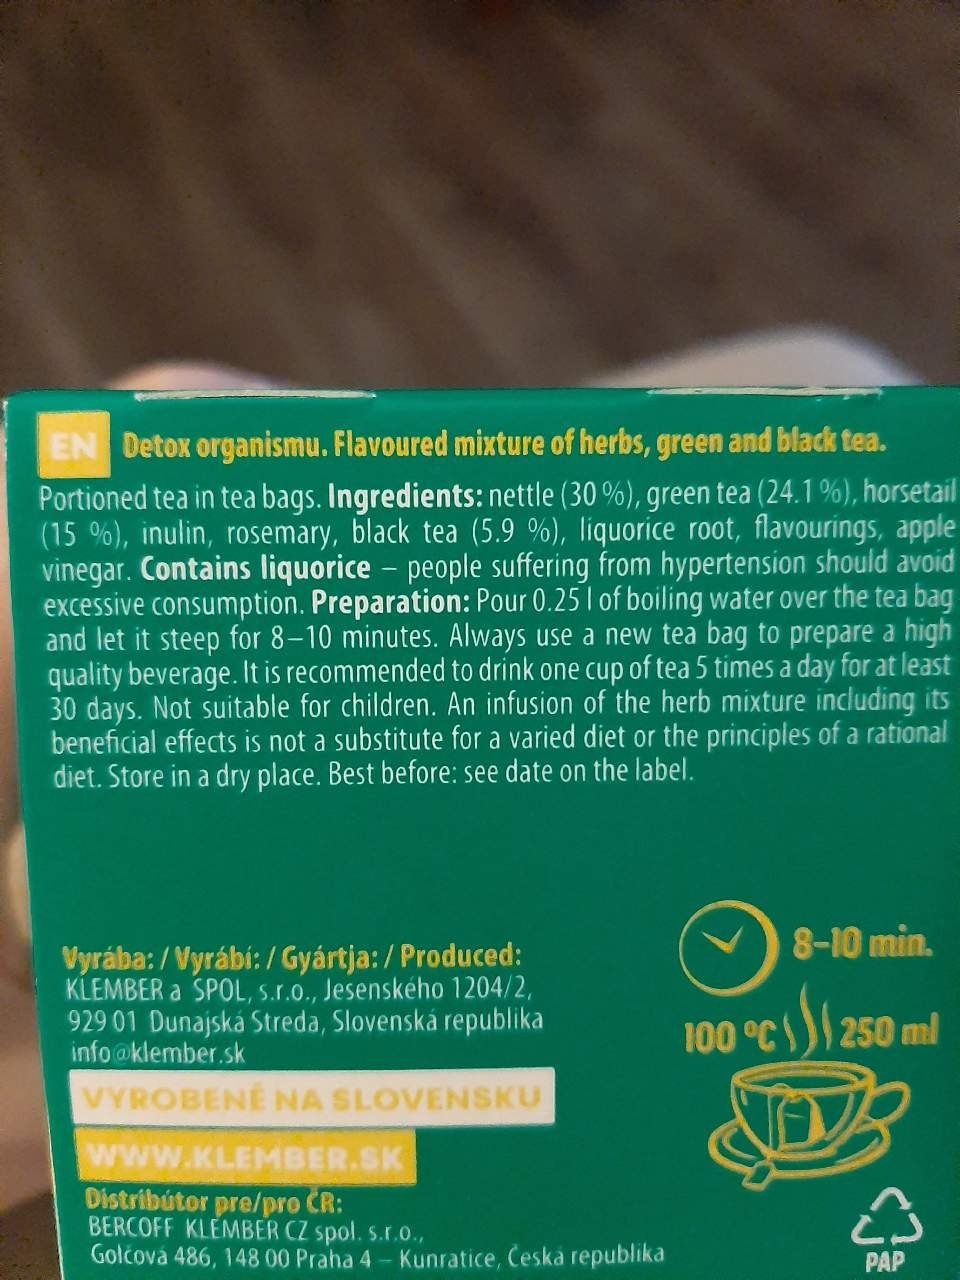 EN Detox organismu. Flavoured mixture of herbs, green and black tea.
Portioned tea in tea bags. Ingredients: nettle (30 %), green tea (24.1 %), horsetail
(15 %), inulin, rosemary, black tea (5.9 %), liquorice root, flavourings, apple
vinegar. Contains liquorice – people suffering from hypertension should avoid
excessive consumption. Preparation: Pour 0.25 l of boiling water over the tea bag
and let it steep for 8–10 minutes. Always use a new tea bag to prepare a high
quality beverage. It is recommended to drink one cup of tea 5 times a day for at least
30 days. Not suitable for children. An infusion of the herb mixture including its
beneficial effects is not a substitute for a varied diet or the principles of a rational
diet. Store in a dry place. Best before: see date on the label.
Vyrába: / Vyrábí: / Gyártja: / Produced:
KLEMBER a SPOL, s.r.o., Jesenského 1204/2,
929 01 Dunajská Streda, Slovenská republika
info@klember.sk
VYROBENÉ NA SLOVENSKU
WWW.KLEMBER.SK
Distribútor pre/pro ČR:
BERCOFF KLEMBER CZ spol. s.r.o.,
Golčova 486, 148 00 Praha 4 – Kunratice, Česká republika
8-10 min.
100 °C 250 ml
PAP